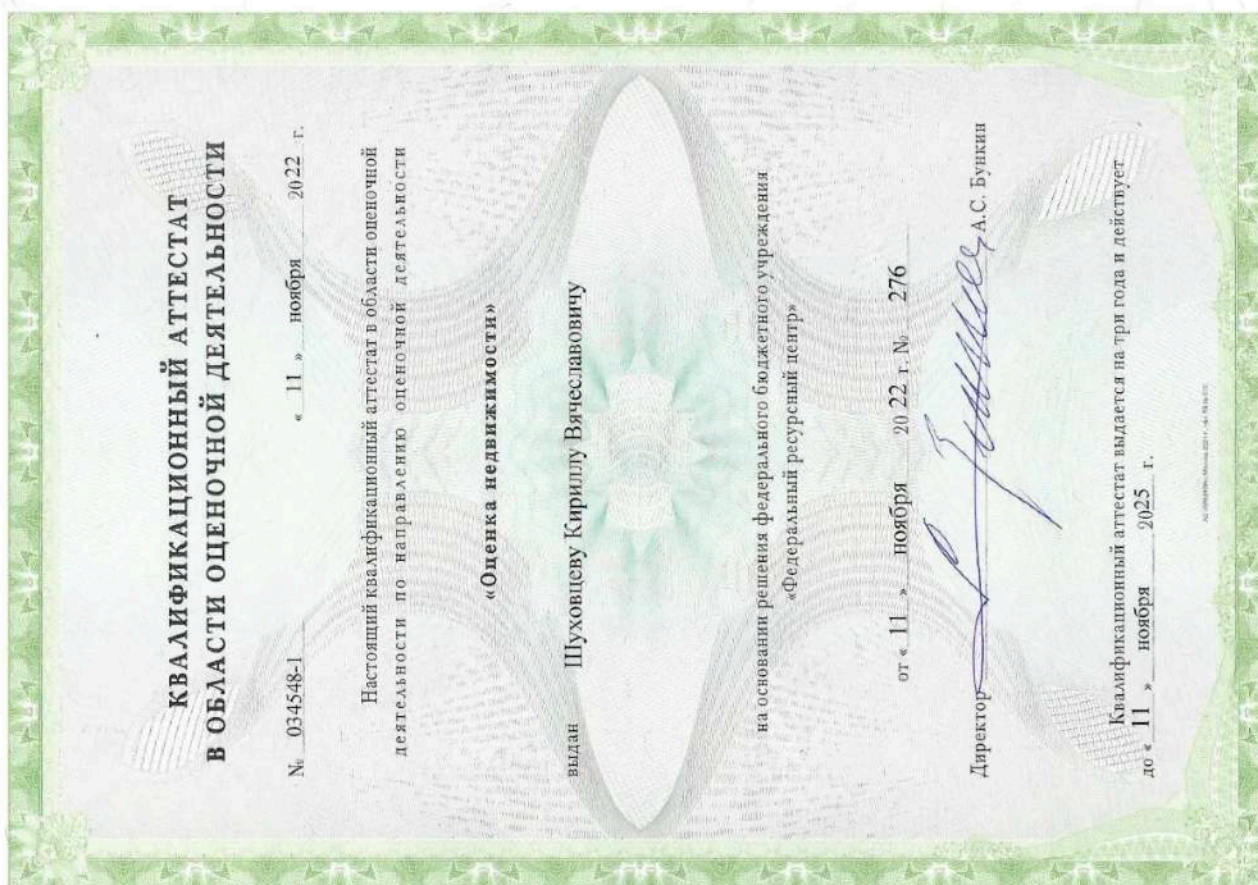 КВАЛИФИКАЦИОННЫЙ АТТЕСТАТ
В ОБЛАСТИ ОЦЕНОЧНОЙ ДЕЯТЕЛЬНОСТИ
№ 034548-1 « 11 » ноября 2022 г.
Настоящий квалификационный аттестат в области оценочной
деятельности по направлению оценочной деятельности
«Оценка недвижимости»
выдан Шуховцеву Кириллу Вячеславовичу
на основании решения федерального бюджетного учреждения
«Федеральный ресурсный центр»
от « 11 » ноября 2022 г. № 276
Директор А.С. Бункин
Квалификационный аттестат выдается на три года и действует
до « 11 » ноября 2025 г.